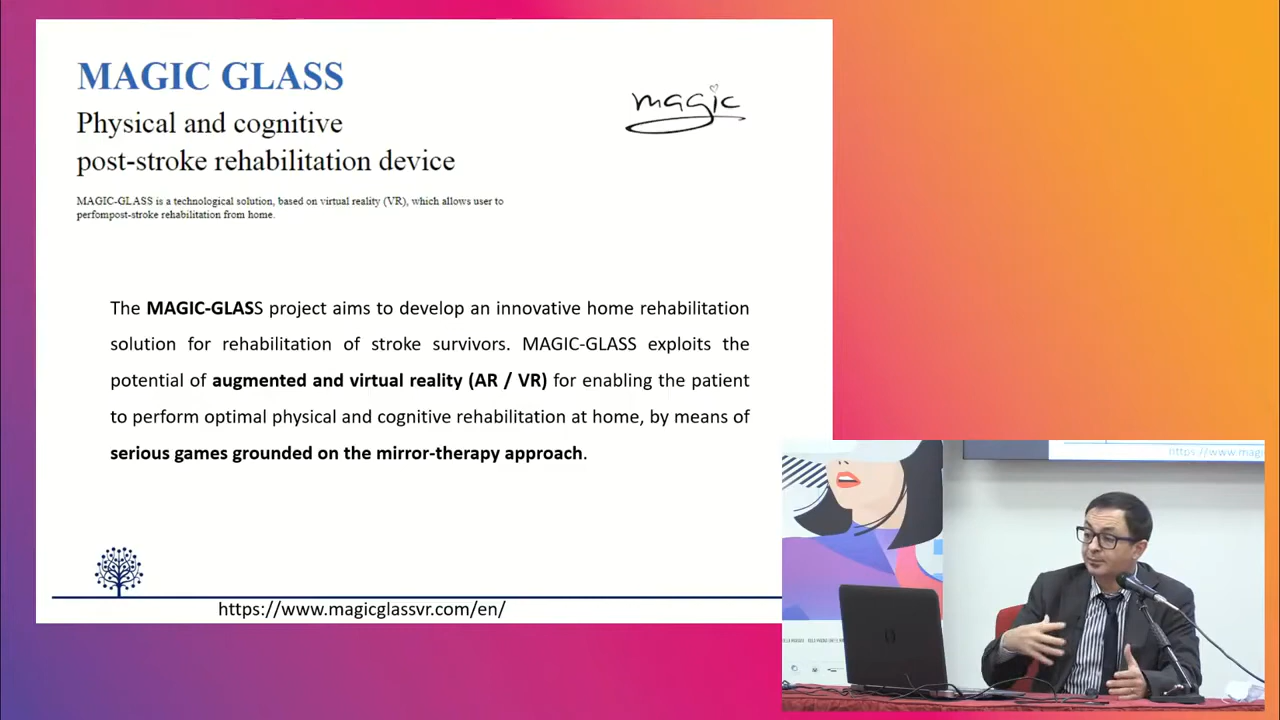 MAGIC GLASS
Physical and cognitive
post-stroke rehabilitation device
magic
MAGIC-GLASS is a technological solution, based on virtual reality (VR), which allows user to
perfompost-stroke rehabilitation from home.
The MAGIC-GLASS project aims to develop an innovative home rehabilitation
solution for rehabilitation of stroke survivors. MAGIC-GLASS exploits the
potential of augmented and virtual reality (AR / VR) for enabling the patient
to perform optimal physical and cognitive rehabilitation at home, by means of
serious games grounded on the mirror-therapy approach.
https://www.magicglassvr.com/en/
https://www.magi
hp